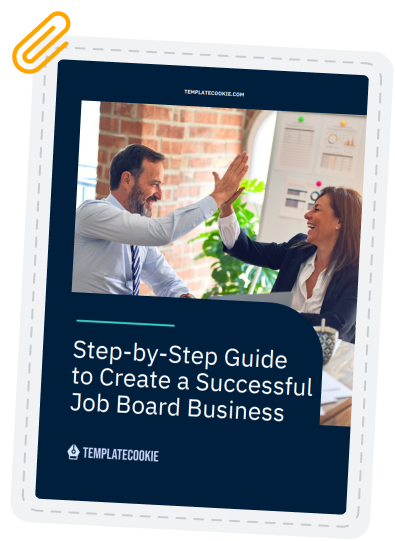 TEMPLATECOOKIE.COM
Step-by-Step Guide
to Create a Successful
Job Board Business
TEMPLATECOOKIE